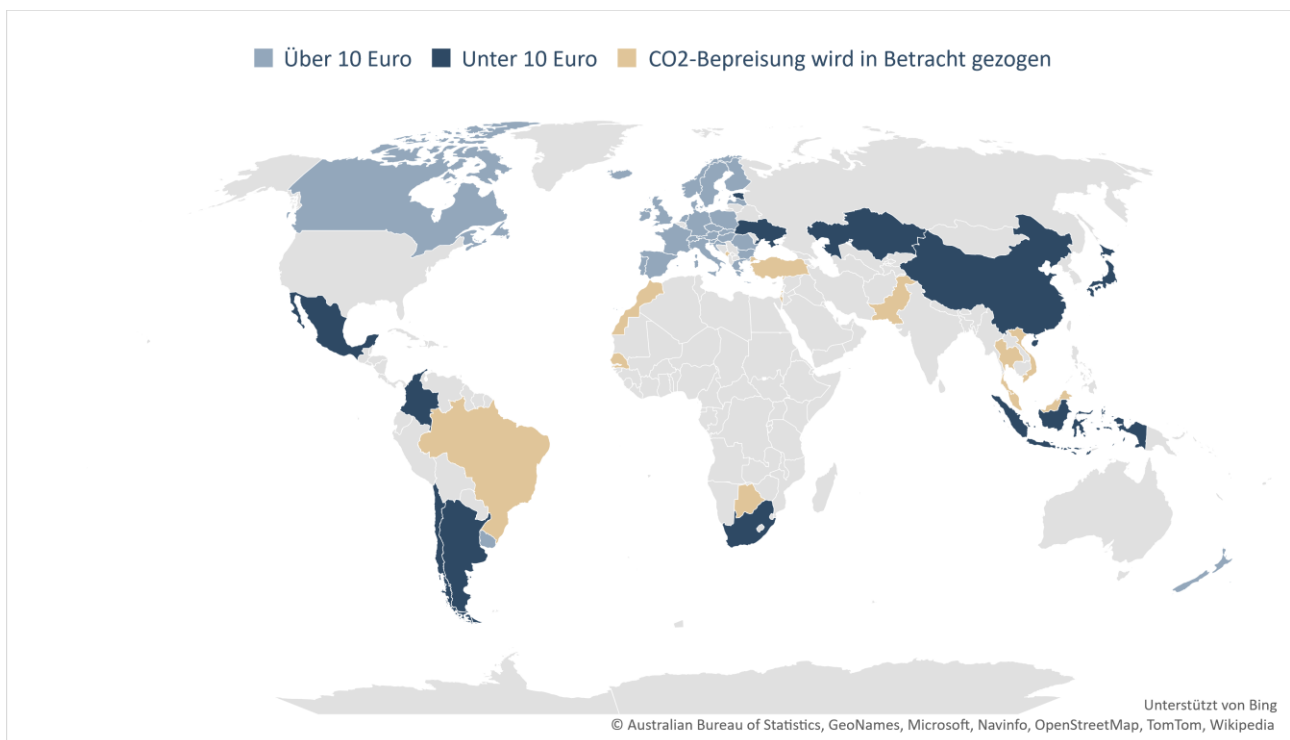 Über 10 Euro Unter 10 Euro CO2-Bepreisung wird in Betracht gezogen
Unterstützt von Bing
© Australian Bureau of Statistics, GeoNames, Microsoft, Navinfo, OpenStreetMap, TomTom, Wikipedia